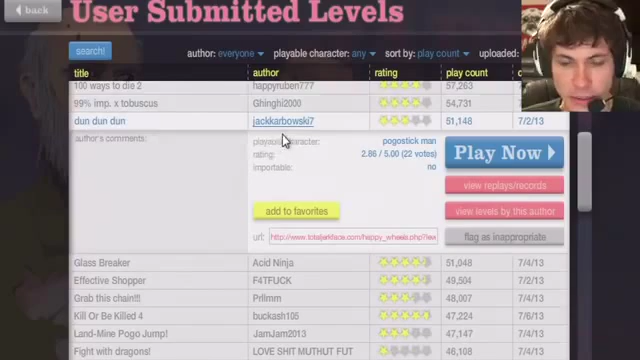 back
User Submitted Levels
search!
author: everyone playable character: any sort by: play count uploaded:
title author rating play count
100 ways to die 2 happyruben777 57,263
99% imp. x tobuscus Ghinghi2000 54,731
dun dun dun jackkarbowski7 51,148 7/2/13
author's comments: playable character: pogostick man
rating: 2.86 / 5.00 (22 votes)
importable: no
Play Now
view replays/records
add to favorites view levels by this author
url: http://www.totaljerkface.com/happy_wheels.php?lev flag as inappropriate
Glass Breaker Acid Ninja 51,048 7/4/13
Effective Shopper F4TFUCK 49,504 7/2/13
Grab this chain!!! Prllmm 48,007 7/4/13
Kill Or Be Killed 4 buckash105 47,224 7/6/13
Land-Mine Pogo Jump! JamJam2013 47,147 7/4/13
Fight with dragons! LOVE SHIT MUTHUT FUT 46,110 7/4/13